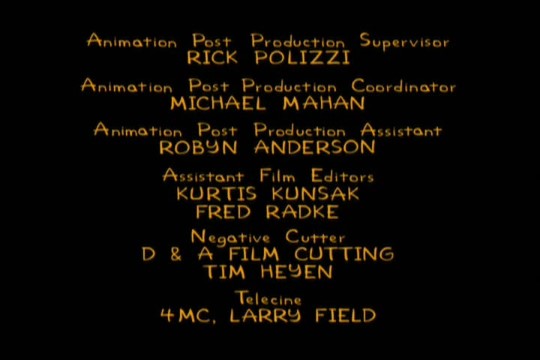 Animation Post Production Supervisor
RICK POLIZZI
Animation Post Production Coordinator
MICHAEL MAHAN
Animation Post Production Assistant
ROBYN ANDERSON
Assistant Film Editors
KURTIS KUNSAK
FRED RADKE
Negative Cutter
D & A FILM CUTTING
TIM HEYEN
Telecine
4MC, LARRY FIELD